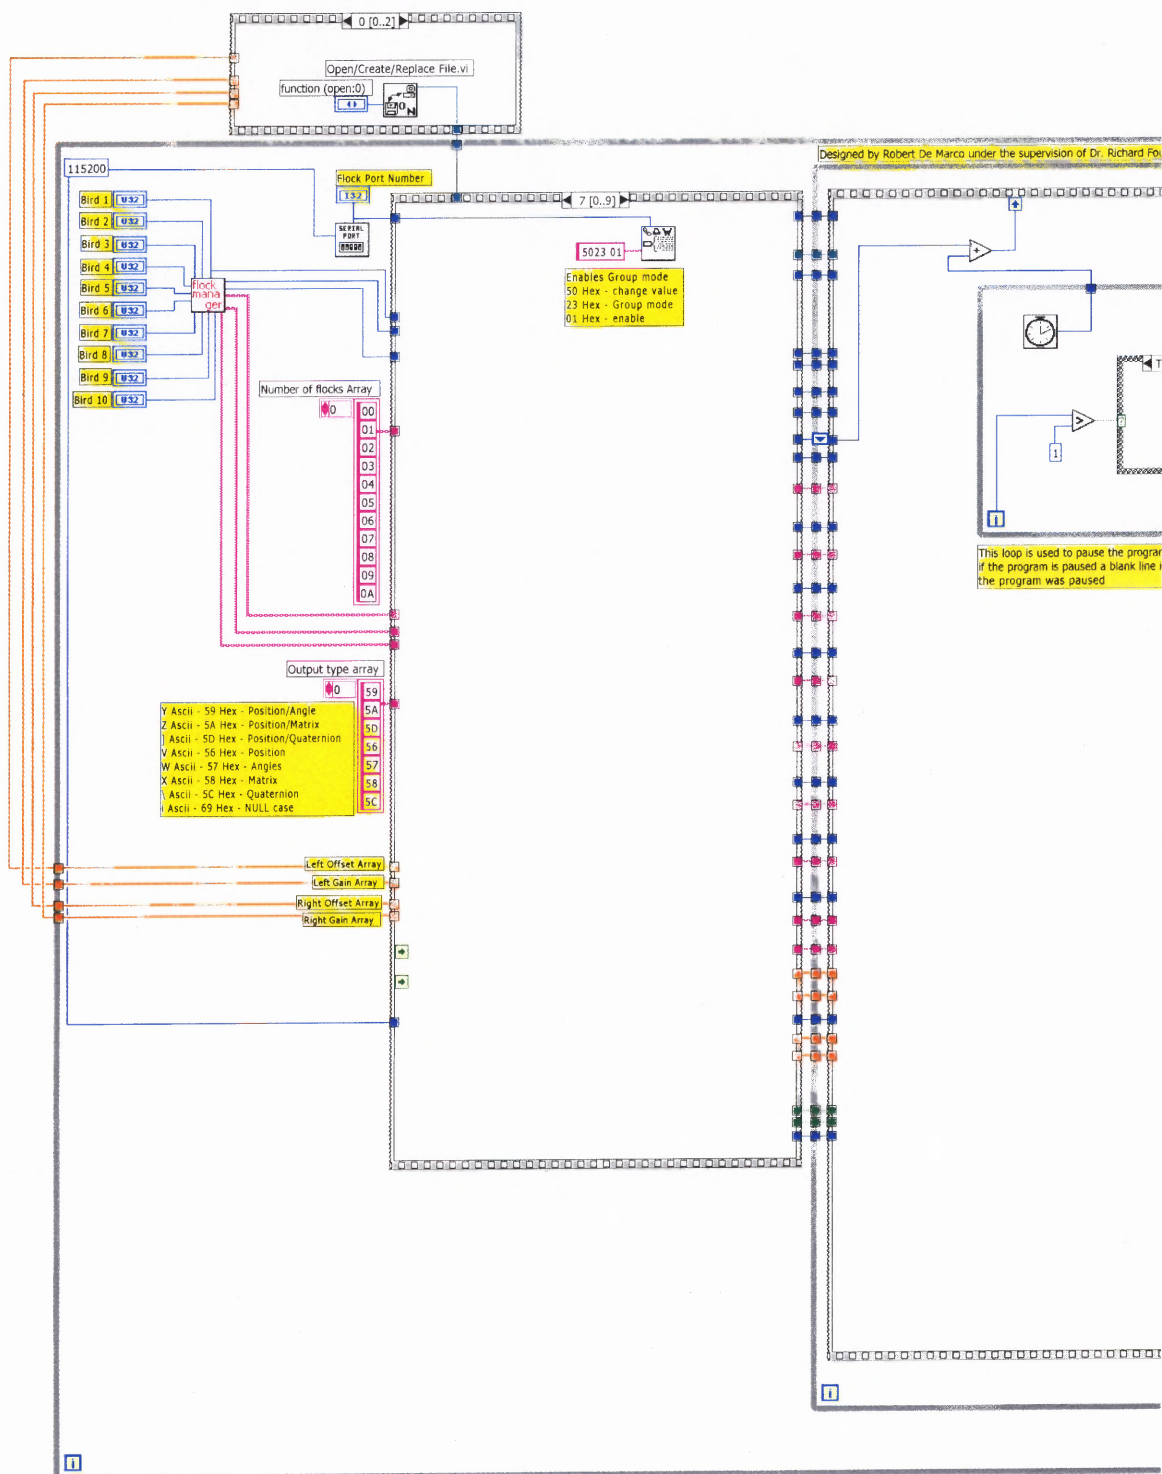 0 [0..2]
Open/Create/Replace File.vi
function (open:0)
N
Designed by Robert De Marco under the supervision of Dr. Richard
115200
Flock Port Number
I32
SERIAL
PORT
7 [0..9]
Bird 1 U32
Bird 2 U32
Bird 3 U32
Bird 4 U32
Bird 5 U32
Bird 6 U32
Bird 7 U32
Bird 8 U32
Bird 9 U32
Bird 10 U32
flock
mana
ger
5023 01
W
Enables Group mode
50 Hex - change value
23 Hex - Group mode
01 Hex - enable
T
1
i
This loop is used to pause the
if the program is paused a blank line
the program was paused
Number of flocks Array
0
00
01
02
03
04
05
06
07
08
09
0A
Output type array
0
59
5A
5D
56
57
58
5C
Y Ascii - 59 Hex - Position/Angle
Z Ascii - 5A Hex - Position/Matrix
] Ascii - 5D Hex - Position/Quaternion
V Ascii - 56 Hex - Position
W Ascii - 57 Hex - Angles
X Ascii - 58 Hex - Matrix
\ Ascii - 5C Hex - Quaternion
i Ascii - 69 Hex - NULL case
Left Offset Array
Left Gain Array
Right Offset Array
Right Gain Array
i
i